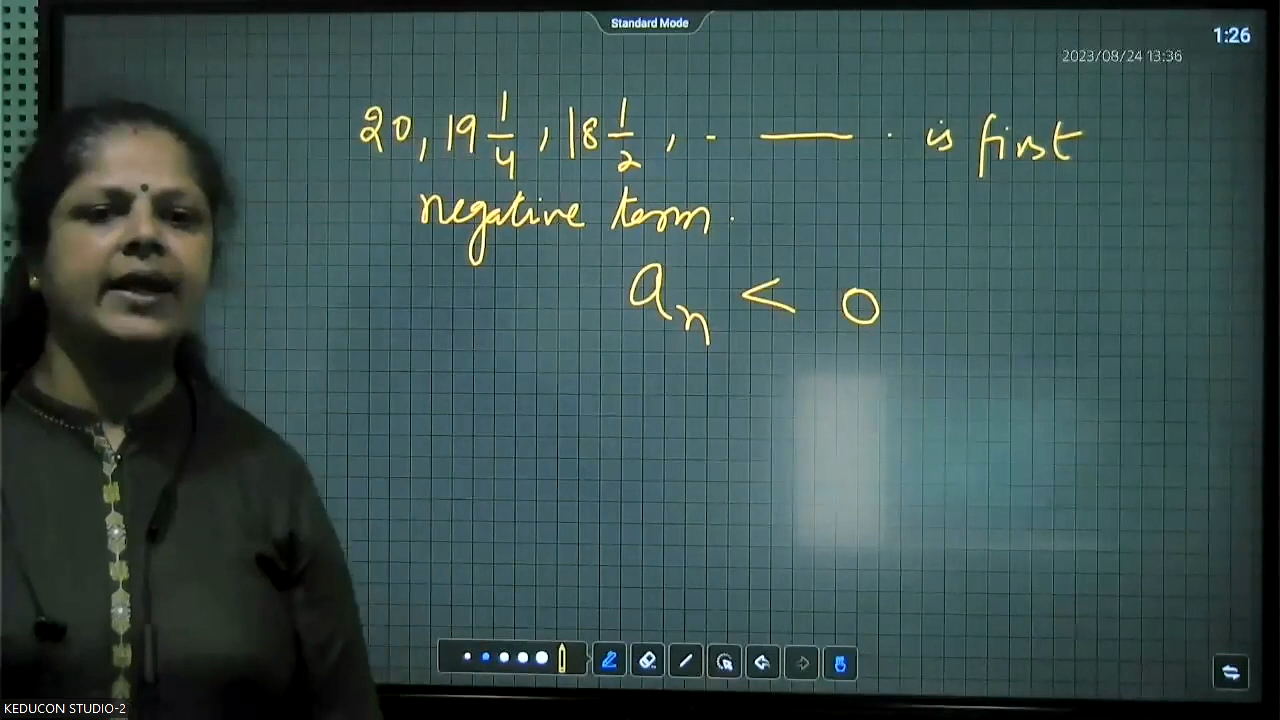 Standard Mode
1:26
2023/08/24 13:36
20, 19 1/4, 18 1/2, . ——— . is first
negative term.
aₙ < 0
KEDUCON STUDIO-2